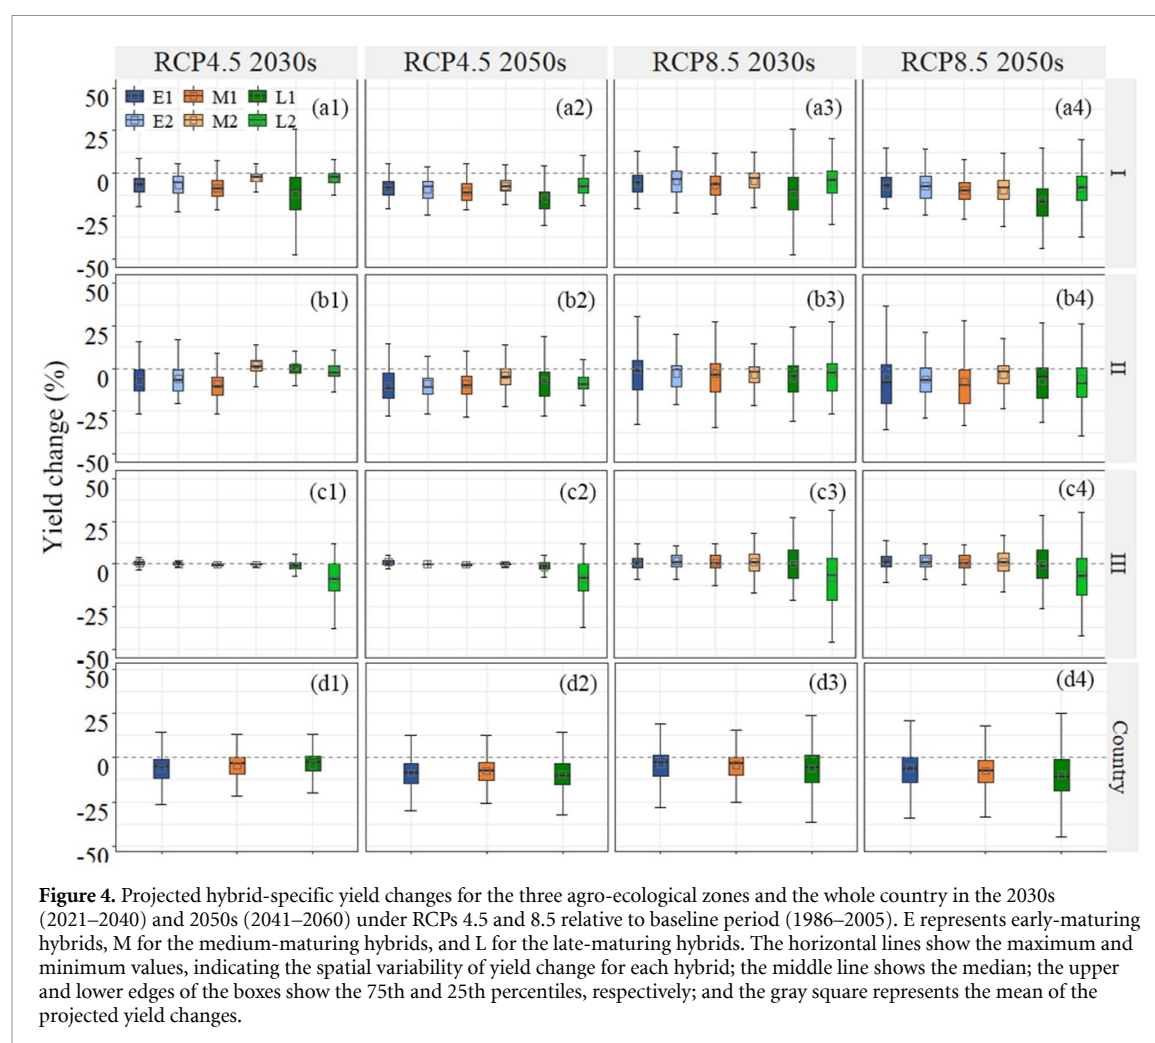 RCP4.5 2030s RCP4.5 2050s RCP8.5 2030s RCP8.5 2050s
50 E1 M1 L1 (a1) (a2) (a3) (a4)
E2 M2 L2
25
0
-25
-50
I
50 (b1) (b2) (b3) (b4)
25
0
-25
-50
II
Yield change (%)
50 (c1) (c2) (c3) (c4)
25
0
-25
-50
III
50 (d1) (d2) (d3) (d4)
25
0
-25
-50
Country
Figure 4. Projected hybrid-specific yield changes for the three agro-ecological zones and the whole country in the 2030s
(2021–2040) and 2050s (2041–2060) under RCPs 4.5 and 8.5 relative to baseline period (1986–2005). E represents early-maturing
hybrids, M for the medium-maturing hybrids, and L for the late-maturing hybrids. The horizontal lines show the maximum and
minimum values, indicating the spatial variability of yield change for each hybrid; the middle line shows the median; the upper
and lower edges of the boxes show the 75th and 25th percentiles, respectively; and the gray square represents the mean of the
projected yield changes.